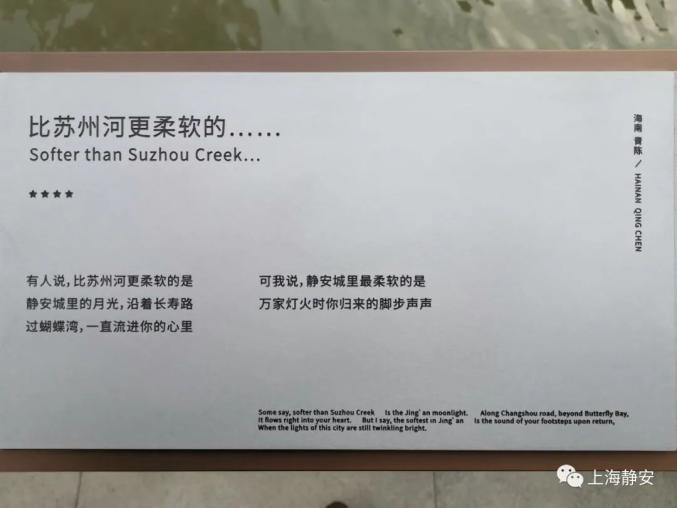 比苏州河更柔软的……
Softer than Suzhou Creek...
★★★★
海南 青陈 / HAINAN QING CHEN
有人说，比苏州河更柔软的是
静安城里的月光，沿着长寿路
过蝴蝶湾，一直流进你的心里
可我说，静安城里最柔软的是
万家灯火时你归来的脚步声声
Some say, softer than Suzhou Creek Is the Jing' an moonlight. Along Changshou road, beyond Butterfly Bay,
It flows right into your heart. But I say, the softest in Jing' an Is the sound of your footsteps upon return,
When the lights of this city are still twinkling bright.
上海静安